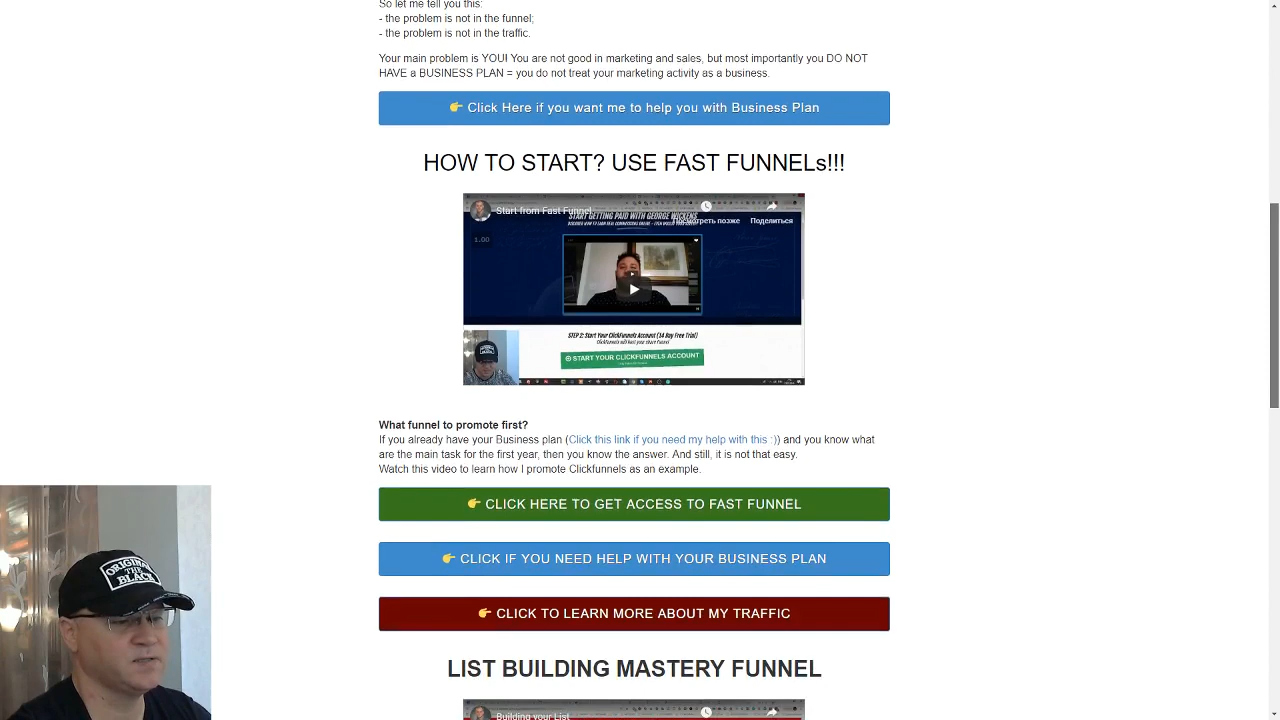 So let me tell you this:
- the problem is not in the funnel;
- the problem is not in the traffic.
Your main problem is YOU! You are not good in marketing and sales, but most importantly you DO NOT
HAVE a BUSINESS PLAN = you do not treat your marketing activity as a business.
👉 Click Here if you want me to help you with Business Plan
HOW TO START? USE FAST FUNNELs!!!
Start from Fast Funnel
START GETTING PAID WITH GEORGE WICKENS
Посмотреть позже
Поделиться
1.00
STEP 2: Start Your ClickFunnels Account (14 Day Free Trial)
START YOUR CLICKFUNNELS ACCOUNT
What funnel to promote first?
If you already have your Business plan (Click this link if you need my help with this :)) and you know what
are the main task for the first year, then you know the answer. And still, it is not that easy.
Watch this video to learn how I promote Clickfunnels as an example.
👉 CLICK HERE TO GET ACCESS TO FAST FUNNEL
👉 CLICK IF YOU NEED HELP WITH YOUR BUSINESS PLAN
👉 CLICK TO LEARN MORE ABOUT MY TRAFFIC
ORIGINAL
THE BLACK
LIST BUILDING MASTERY FUNNEL
Building your List